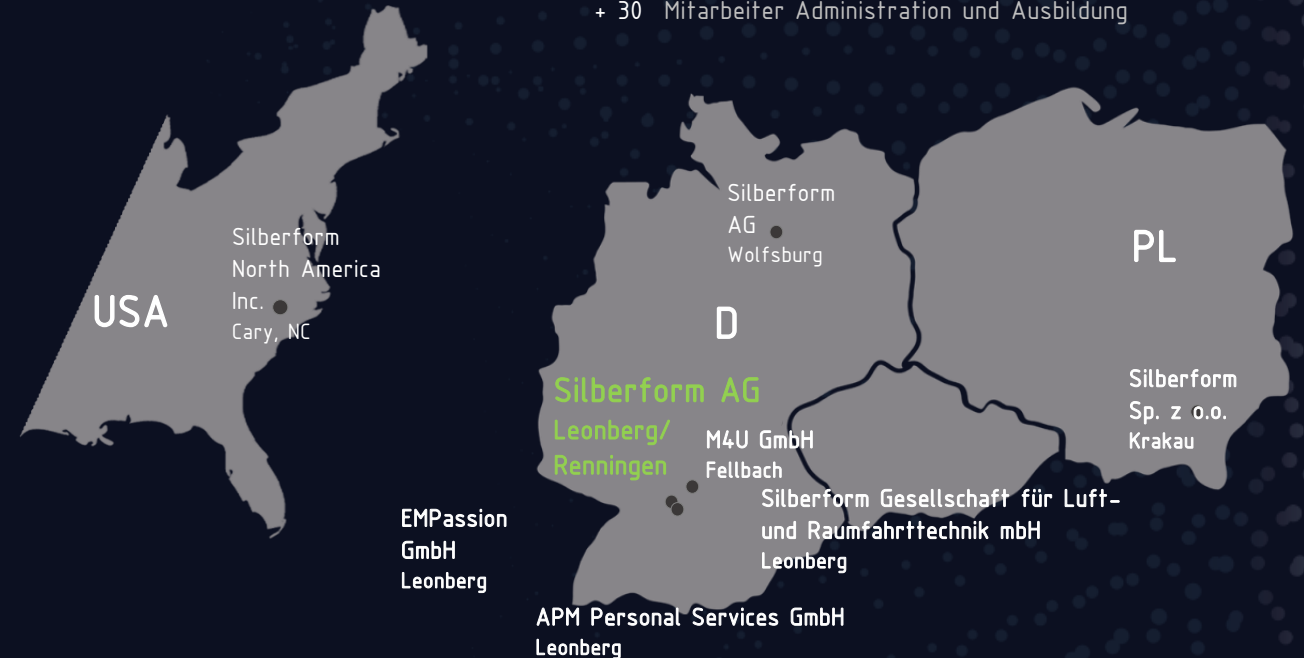 + 30 Mitarbeiter Administration und Ausbildung
USA
Silberform
North America
Inc.
Cary, NC
Silberform
AG
Wolfsburg
D
PL
Silberform AG
Leonberg/
Renningen
M4U GmbH
Fellbach
Silberform
Sp. z o.o.
Krakau
Silberform Gesellschaft für Luft-
und Raumfahrttechnik mbH
Leonberg
EMPassion
GmbH
Leonberg
APM Personal Services GmbH
Leonberg